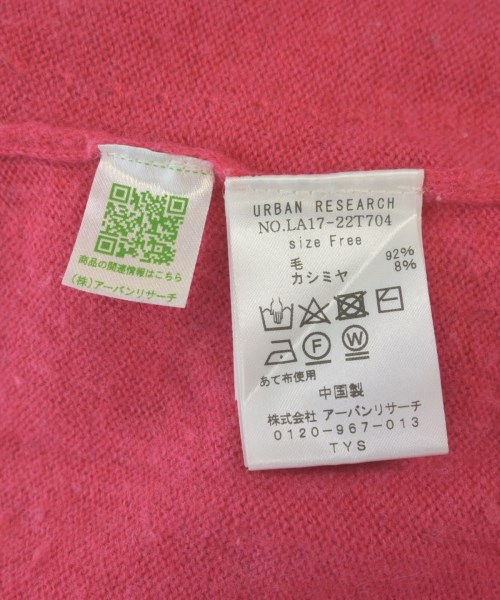 商品の関連情報はこちら
(株)アーバンリサーチ
URBAN RESEARCH
NO.LA17-22T704
size Free
毛 92%
カシミヤ 8%
F W
あて布使用
中国製
株式会社 アーバンリサーチ
0120-967-013
TYS